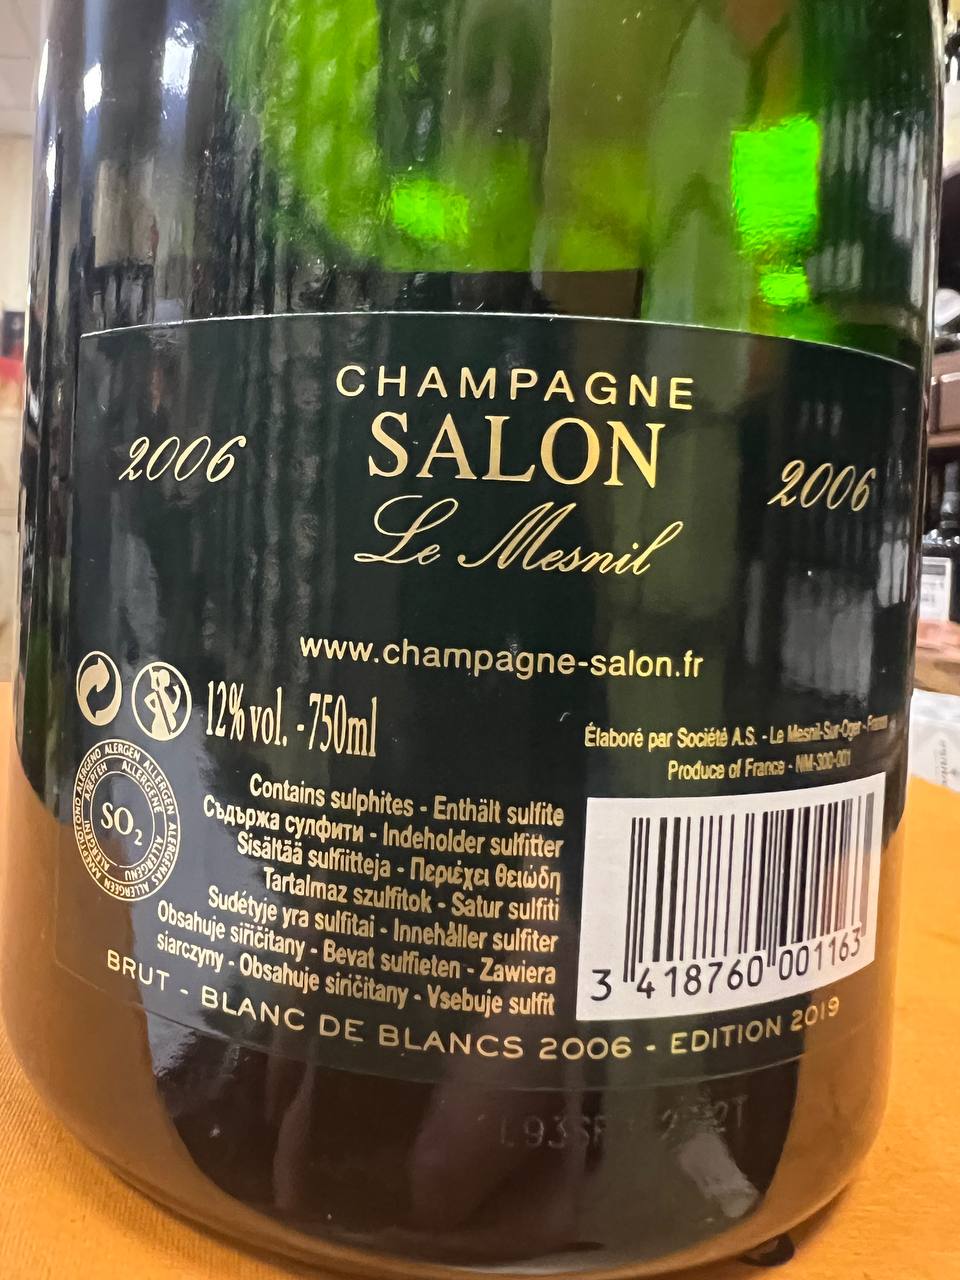 CHAMPAGNE
SALON
2006
2006
Le Mesnil
www.champagne-salon.fr
12% vol. - 750ml
Élaboré par Société A.S. - Le Mesnil-Sur-Oger - France
Produce of France - NM-300-001
SO2
Contains sulphites - Enthält sulfite
Съдържа сулфити - Indeholder sulfitter
Sisältää sulfiitteja - Περιέχει θειώδη
Tartalmaz szulfitok - Satur sulfiti
Sudétyje yra sulfitai - Innehåller sulfiter
Obsahuje siřičitany - Bevat sulfieten - Zawiera
siarczyny - Obsahuje siričitany - Vsebuje sulfit
3 418760 001163
BRUT - BLANC DE BLANCS 2006 - EDITION 2019